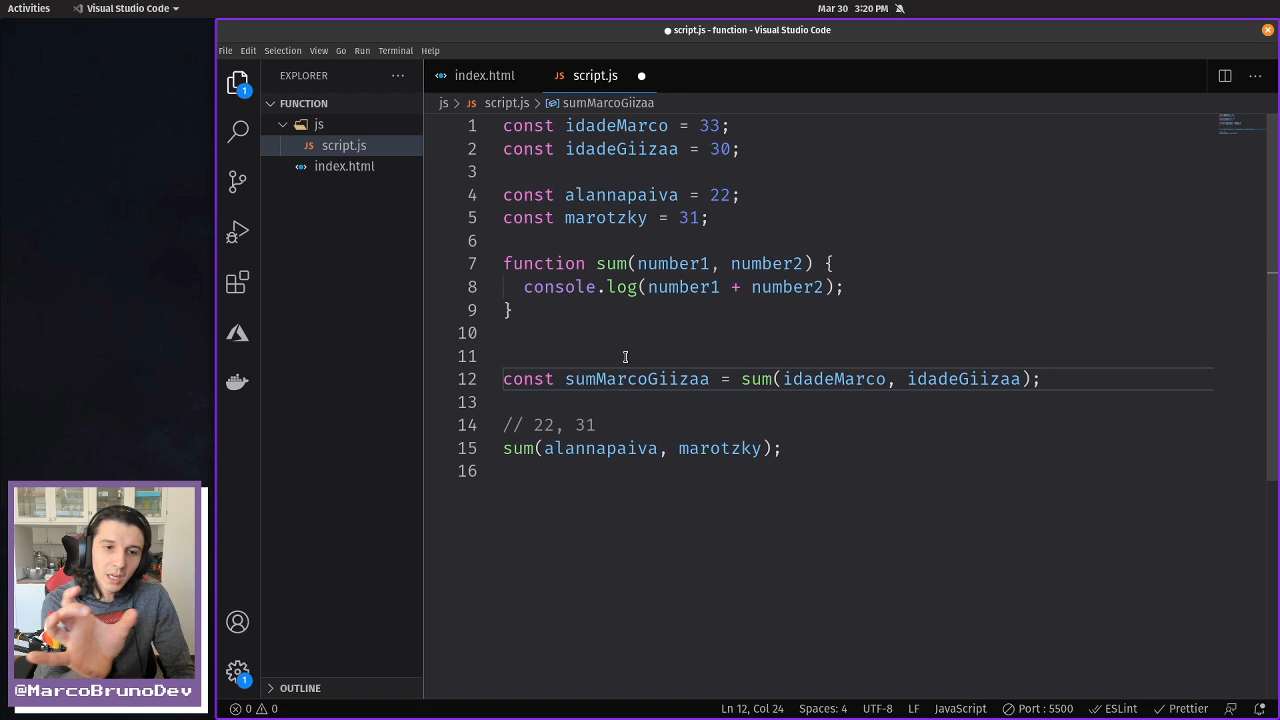 Activities
Visual Studio Code
Mar 30 3:20 PM
script.js - function - Visual Studio Code
File Edit Selection View Go Run Terminal Help
EXPLORER
index.html
script.js
FUNCTION
js > script.js > sumMarcoGiizaa
js
script.js
index.html
1 const idadeMarco = 33;
2 const idadeGiizaa = 30;
3
4 const alannapaiva = 22;
5 const marotzky = 31;
6
7 function sum(number1, number2) {
8 console.log(number1 + number2);
9 }
10
11
12 const sumMarcoGiizaa = sum(idadeMarco, idadeGiizaa);
13
14 // 22, 31
15 sum(alannapaiva, marotzky);
16
1
1
OUTLINE
@MarcoBrunoDev
0 0
Ln 12, Col 24 Spaces: 4 UTF-8 LF JavaScript Port : 5500 ESLint Prettier